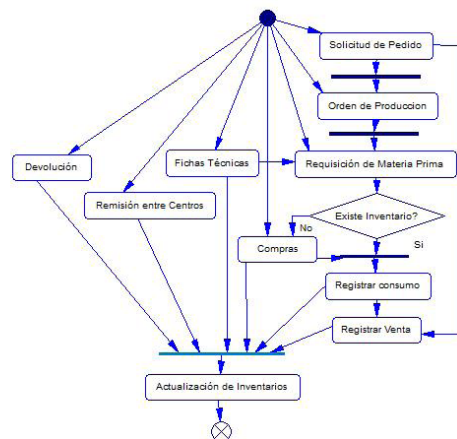 Solicitud de Pedido
Orden de Produccion
Devolución
Fichas Técnicas
Requisición de Materia Prima
Remisión entre Centros
Existe Inventario?
No
Compras
Si
Registrar consumo
Registrar Venta
Actualización de Inventarios